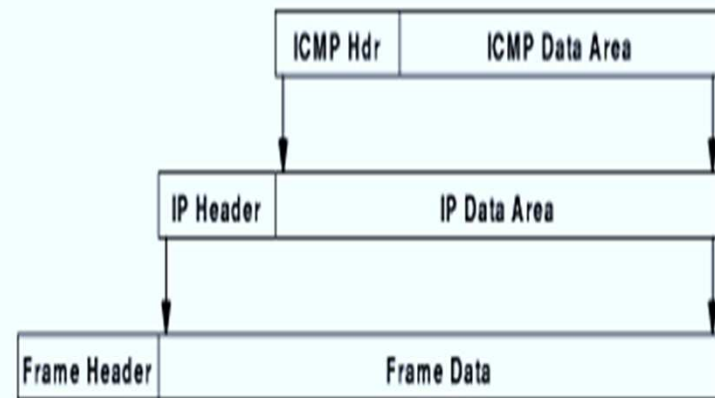 ICMP Hdr ICMP Data Area
IP Header IP Data Area
Frame Header Frame Data